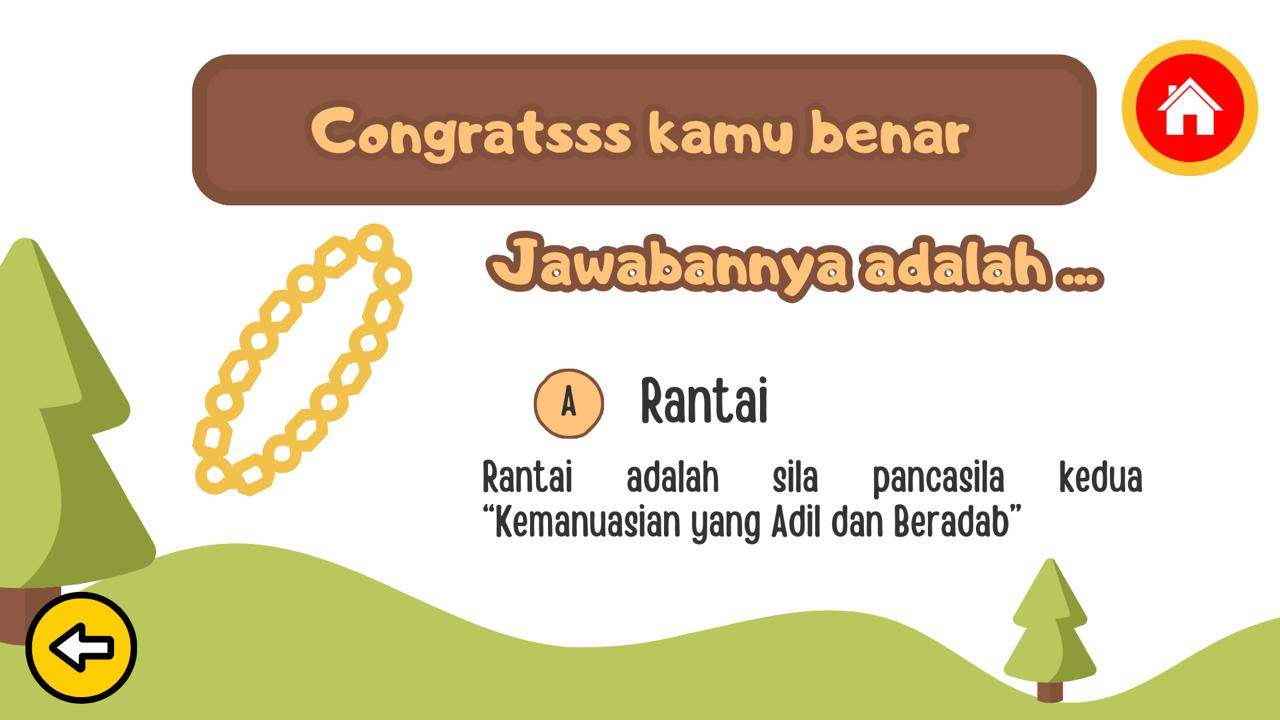 Congratsss kamu benar
Jawabannya adalah ...
A Rantai
Rantai adalah sila pancasila kedua
“Kemanuasian yang Adil dan Beradab”